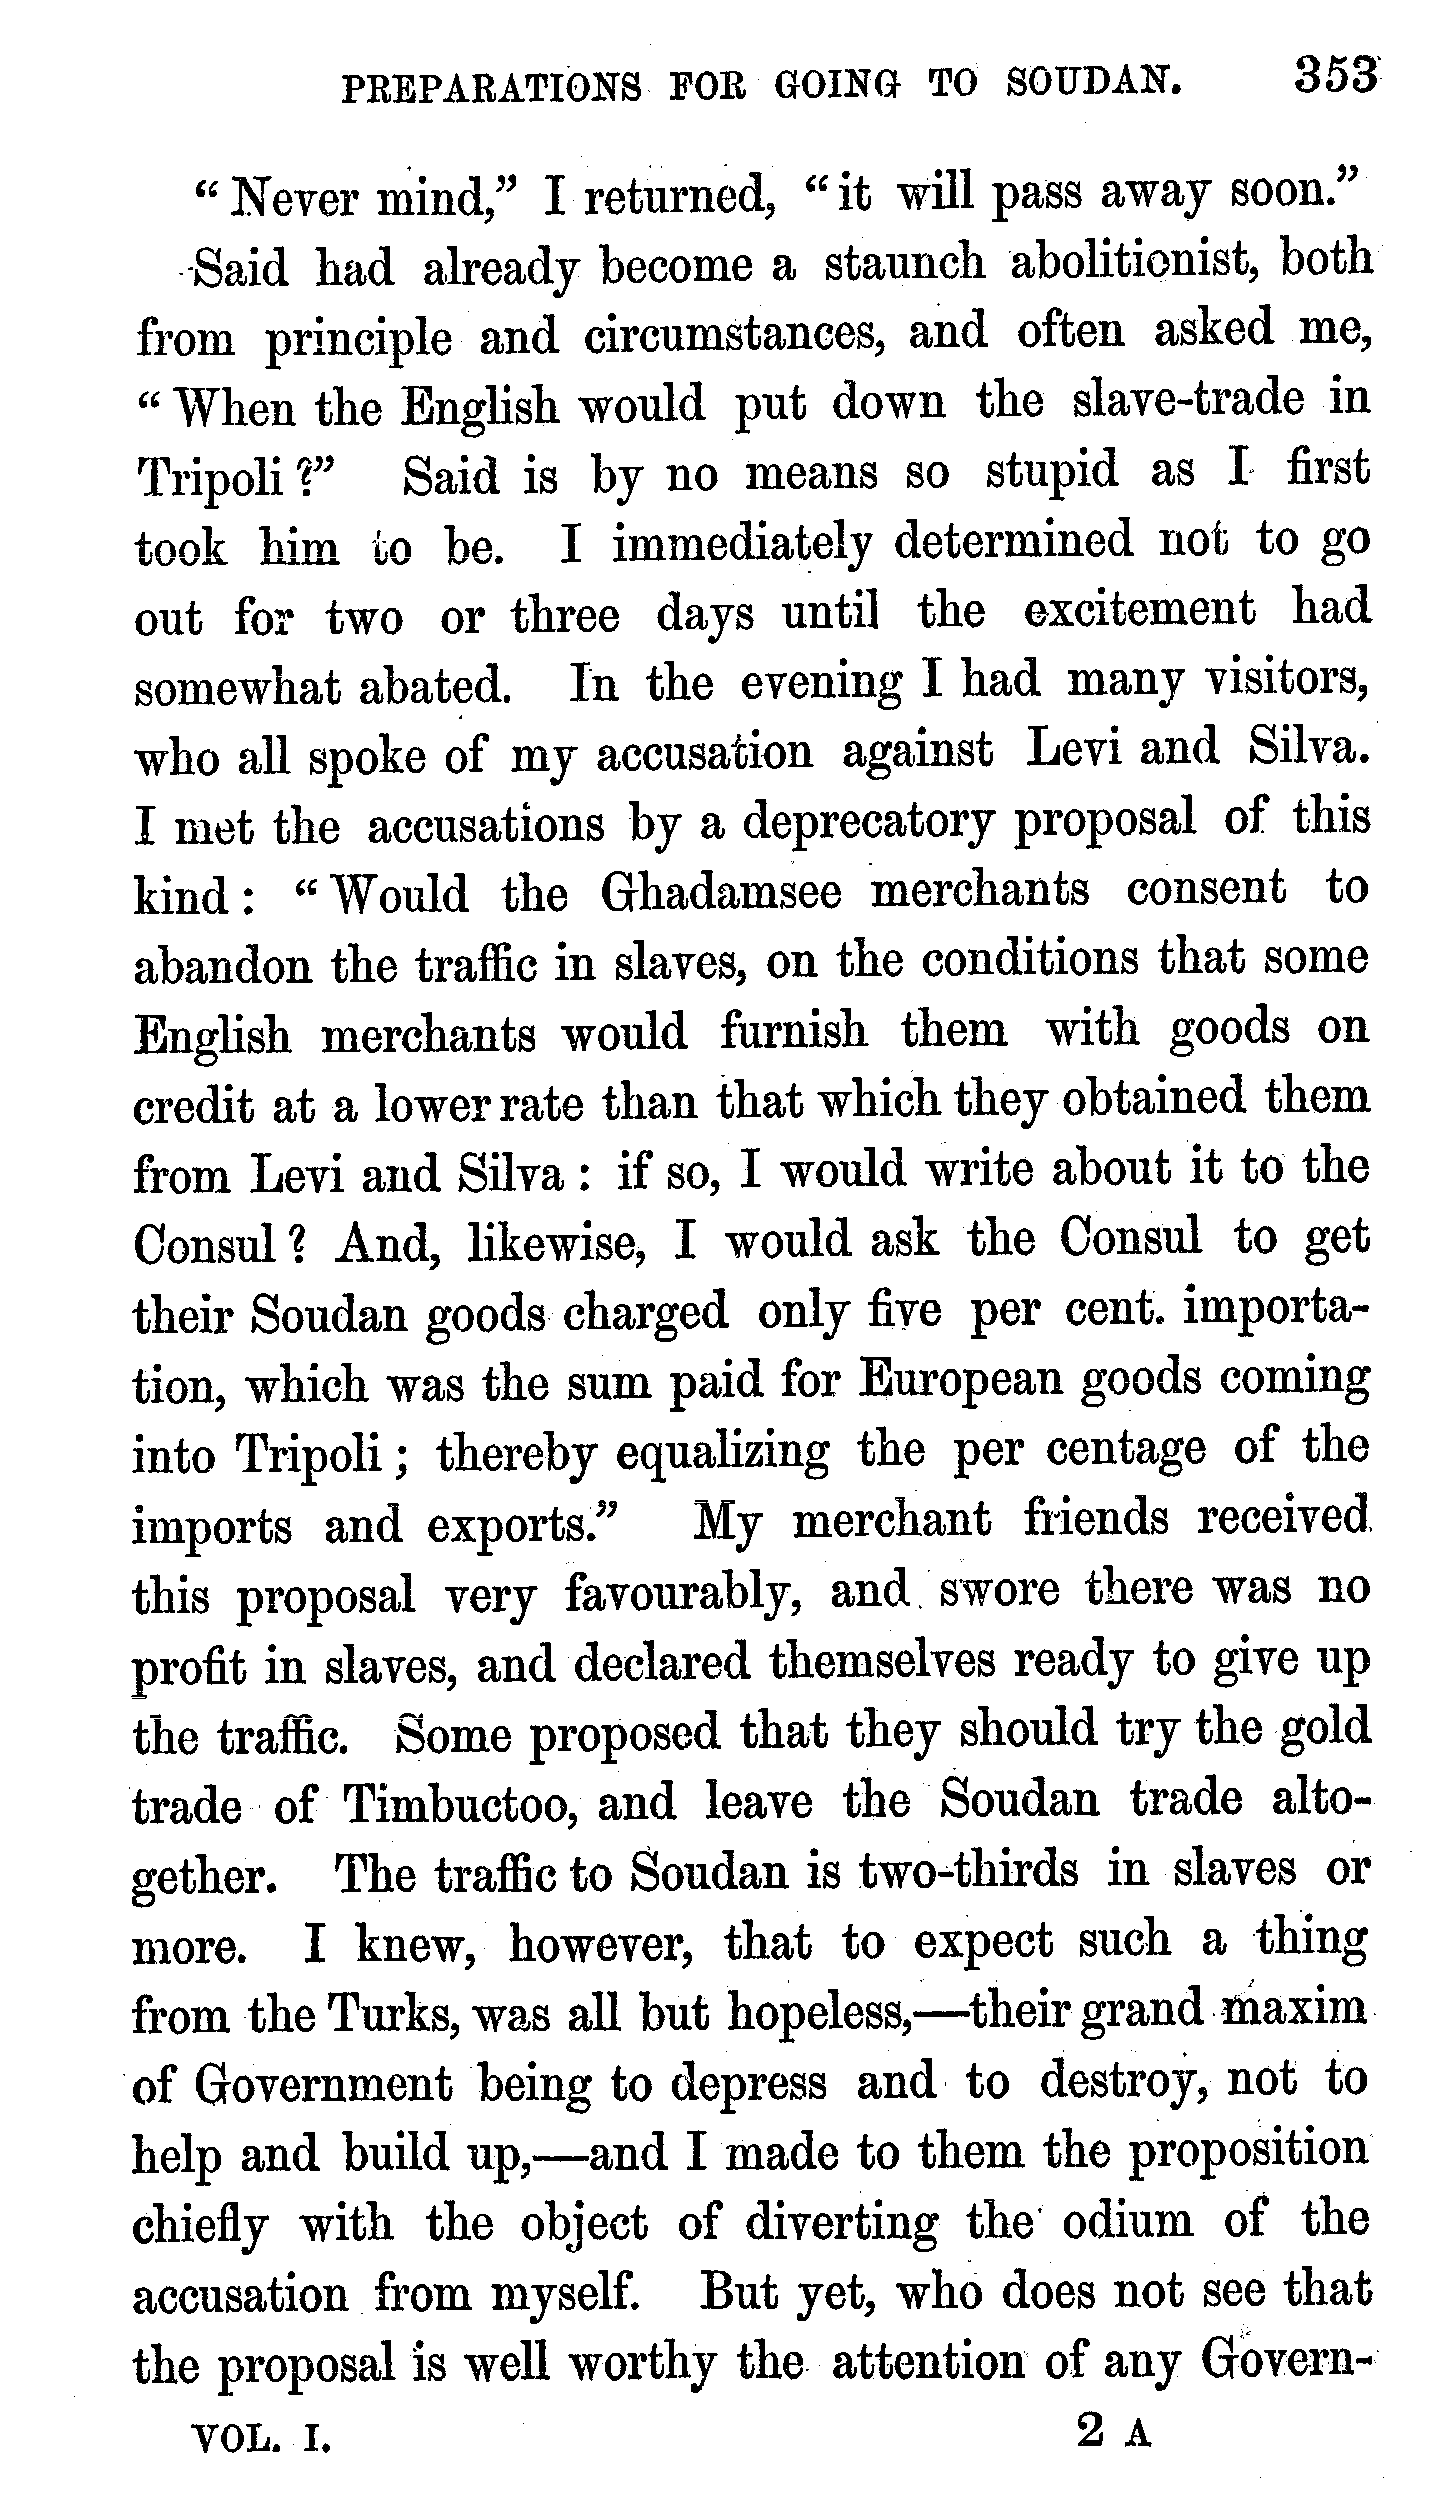 PREPARATIONS FOR GOING TO SOUDAN. 353
“Never mind,” I returned, “it will pass away soon.”
Said had already become a staunch abolitionist, both
from principle and circumstances, and often asked me,
“When the English would put down the slave-trade in
Tripoli?” Said is by no means so stupid as I first
took him to be. I immediately determined not to go
out for two or three days until the excitement had
somewhat abated. In the evening I had many visitors,
who all spoke of my accusation against Levi and Silva.
I met the accusations by a deprecatory proposal of this
kind: “Would the Ghadamsee merchants consent to
abandon the traffic in slaves, on the conditions that some
English merchants would furnish them with goods on
credit at a lower rate than that which they obtained them
from Levi and Silva: if so, I would write about it to the
Consul? And, likewise, I would ask the Consul to get
their Soudan goods charged only five per cent. importa-
tion, which was the sum paid for European goods coming
into Tripoli; thereby equalizing the per centage of the
imports and exports.” My merchant friends received
this proposal very favourably, and swore there was no
profit in slaves, and declared themselves ready to give up
the traffic. Some proposed that they should try the gold
trade of Timbuctoo, and leave the Soudan trade alto-
gether. The traffic to Soudan is two-thirds in slaves or
more. I knew, however, that to expect such a thing
from the Turks, was all but hopeless,—their grand maxim
of Government being to depress and to destroy, not to
help and build up,—and I made to them the proposition
chiefly with the object of diverting the odium of the
accusation from myself. But yet, who does not see that
the proposal is well worthy the attention of any Govern-
VOL. I. 2 A